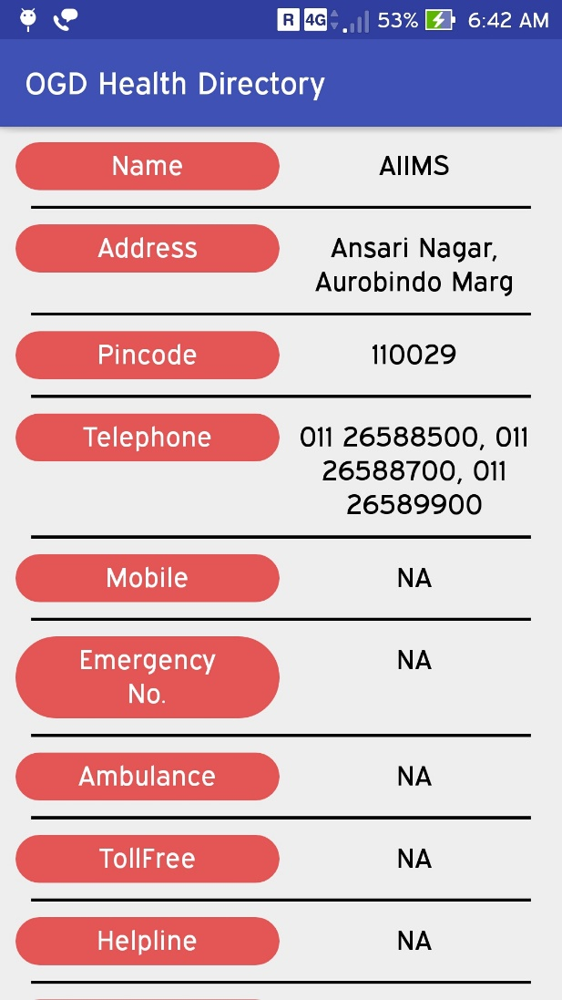 R 4G 53% 6:42 AM
OGD Health Directory
Name AIIMS
Address Ansari Nagar,
Aurobindo Marg
Pincode 110029
Telephone 011 26588500, 011
26588700, 011
26589900
Mobile NA
Emergency NA
No.
Ambulance NA
TollFree NA
Helpline NA